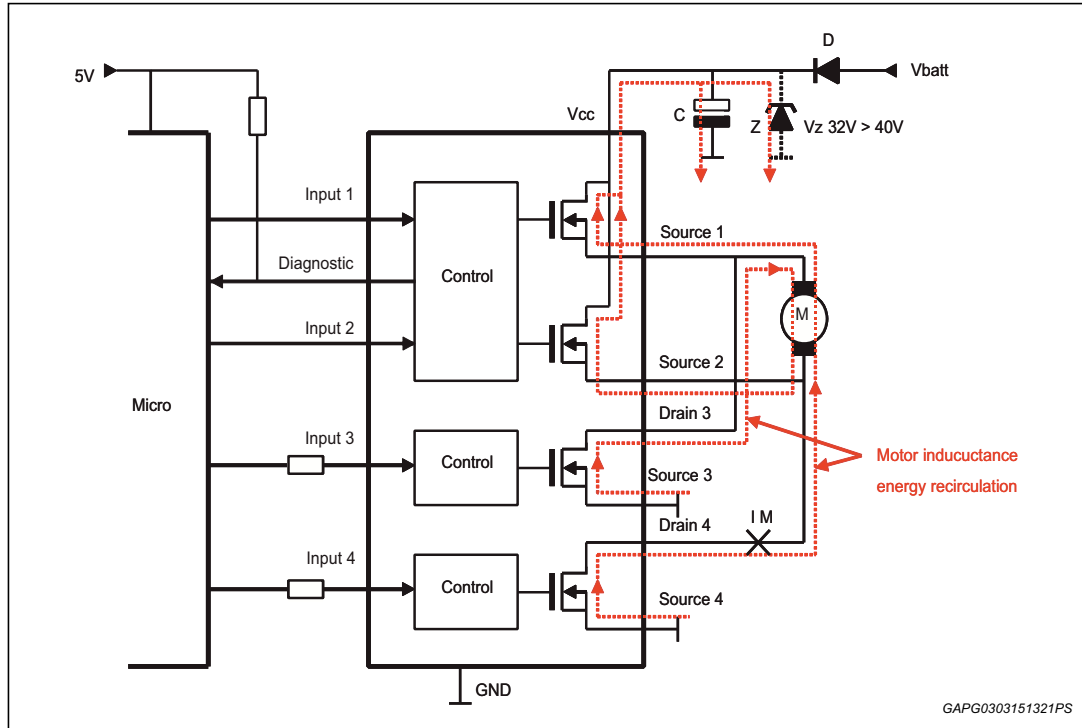 D
5V
Vbatt
Vcc
C
Z
Vz 32V > 40V
Input 1
Source 1
Diagnostic
Control
M
Input 2
Source 2
Micro
Drain 3
Input 3
Control
Source 3
Motor inducuctance
energy recirculation
Drain 4
I M
Input 4
Control
Source 4
GND
GAPG0303151321PS